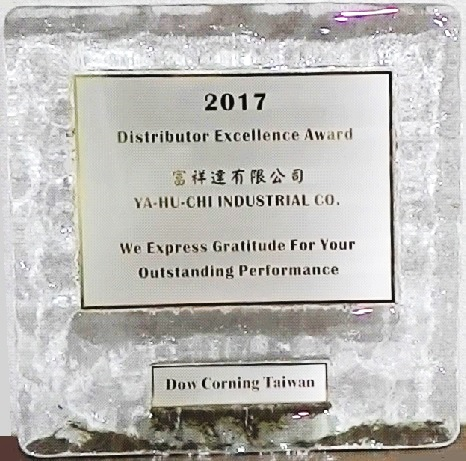 2017
Distributor Excellence Award
富祥達有限公司
YA-HU-CHI INDUSTRIAL CO.
We Express Gratitude For Your
Outstanding Performance
Dow Corning Taiwan